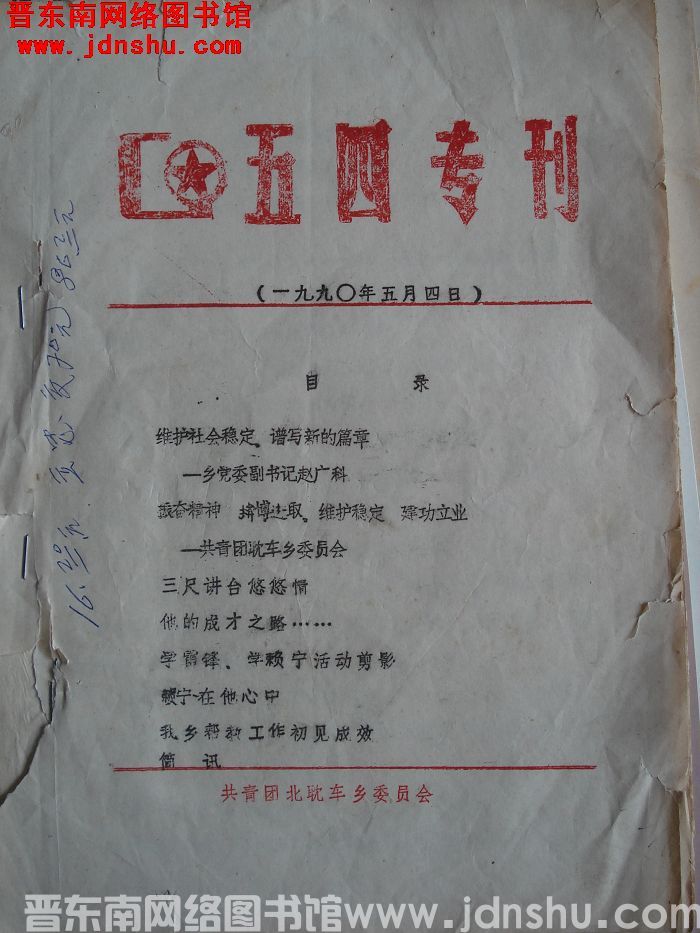 晋东南网络图书馆
www.jdnshu.com
五四专刊
（一九九〇年五月四日）
目 录
维护社会稳定、谱写新的篇章
—乡党委副书记赵广科
振奋精神 拼博进取。维护稳定 建功立业
—共青团耽车乡委员会
三尺讲台悠悠情
他的成才之路……
学雷锋、学赖宁活动剪影
赖宁在他心中
我乡帮教工作初见成效
简 讯
共青团北耽车乡委员会
晋东南网络图书馆www.jdnshu.com